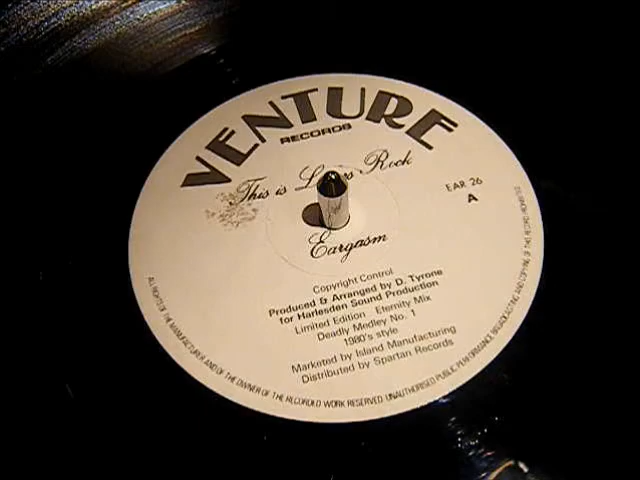 VENTURE
RECORDS
This is Lovers Rock
EAR 26
A
Eargasm
Copyright Control
Produced & Arranged by D. Tyrone
for Harlesden Sound Production
Limited Edition Eternity Mix
Deadly Medley No. 1
1980's style
Marketed by Island Manufacturing
Distributed by Spartan Records
ALL RIGHTS OF THE MANUFACTURER AND OF THE OWNER OF THE RECORDED WORK RESERVED. UNAUTHORISED PUBLIC PERFORMANCE, BROADCASTING AND COPYING OF THIS RECORD PROHIBITED